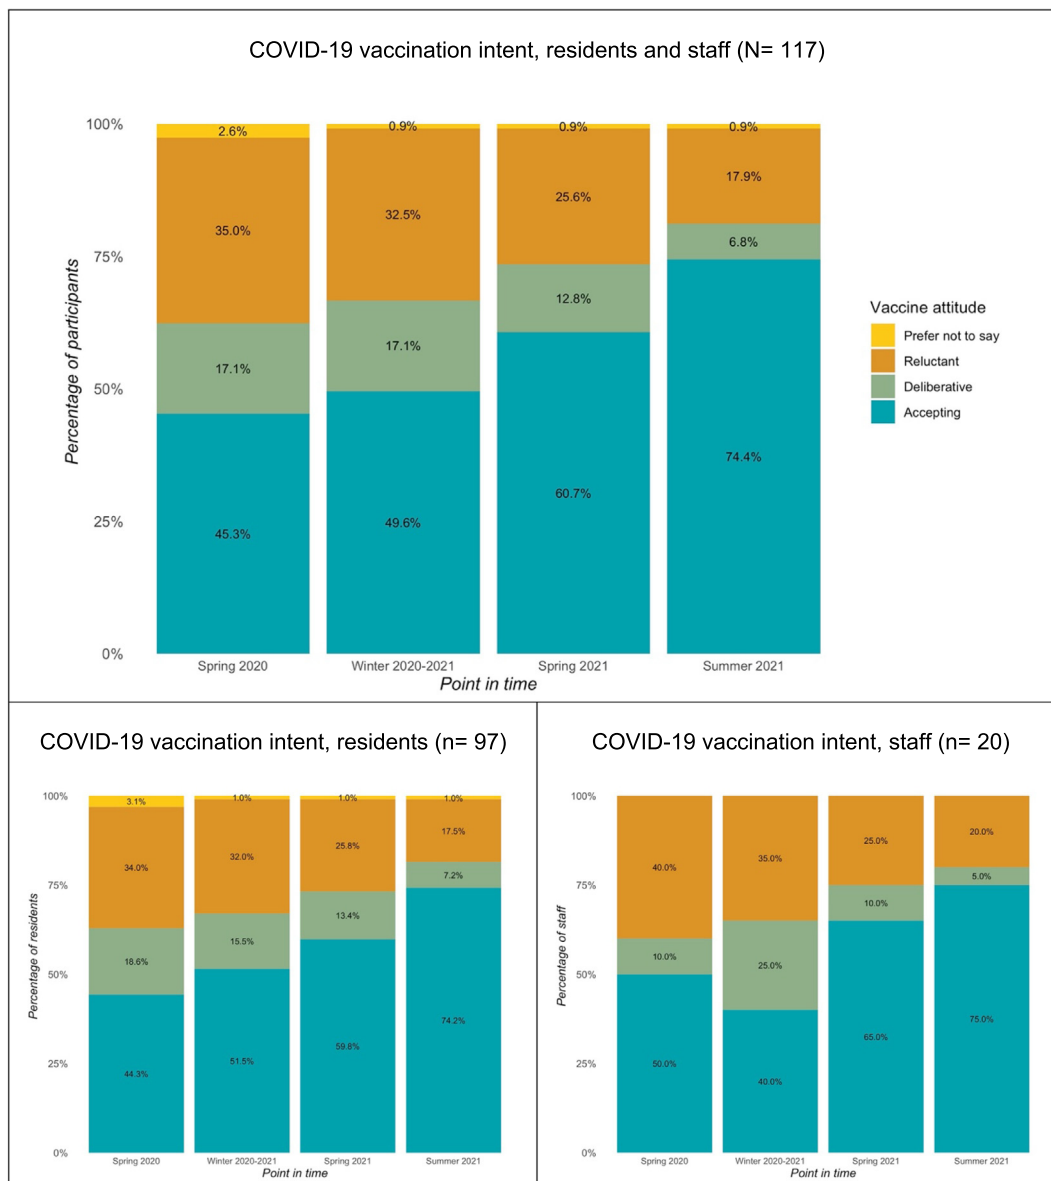 COVID-19 vaccination intent, residents and staff (N= 117)
100%
75%
50%
25%
0%
Percentage of participants
2.6%
35.0%
17.1%
45.3%
0.9%
32.5%
17.1%
49.6%
0.9%
25.6%
12.8%
60.7%
0.9%
17.9%
6.8%
74.4%
Spring 2020
Winter 2020-2021
Spring 2021
Summer 2021
Point in time
Vaccine attitude
Prefer not to say
Reluctant
Deliberative
Accepting
COVID-19 vaccination intent, residents (n= 97)
100%
75%
50%
25%
0%
Percentage of residents
3.1%
34.0%
18.6%
44.3%
1.0%
32.0%
15.5%
51.5%
1.0%
25.8%
13.4%
59.8%
1.0%
17.5%
7.2%
74.2%
Spring 2020
Winter 2020-2021
Spring 2021
Summer 2021
Point in time
COVID-19 vaccination intent, staff (n= 20)
100%
75%
50%
25%
0%
Percentage of staff
40.0%
10.0%
50.0%
35.0%
25.0%
40.0%
25.0%
10.0%
65.0%
20.0%
5.0%
75.0%
Spring 2020
Winter 2020-2021
Spring 2021
Summer 2021
Point in time